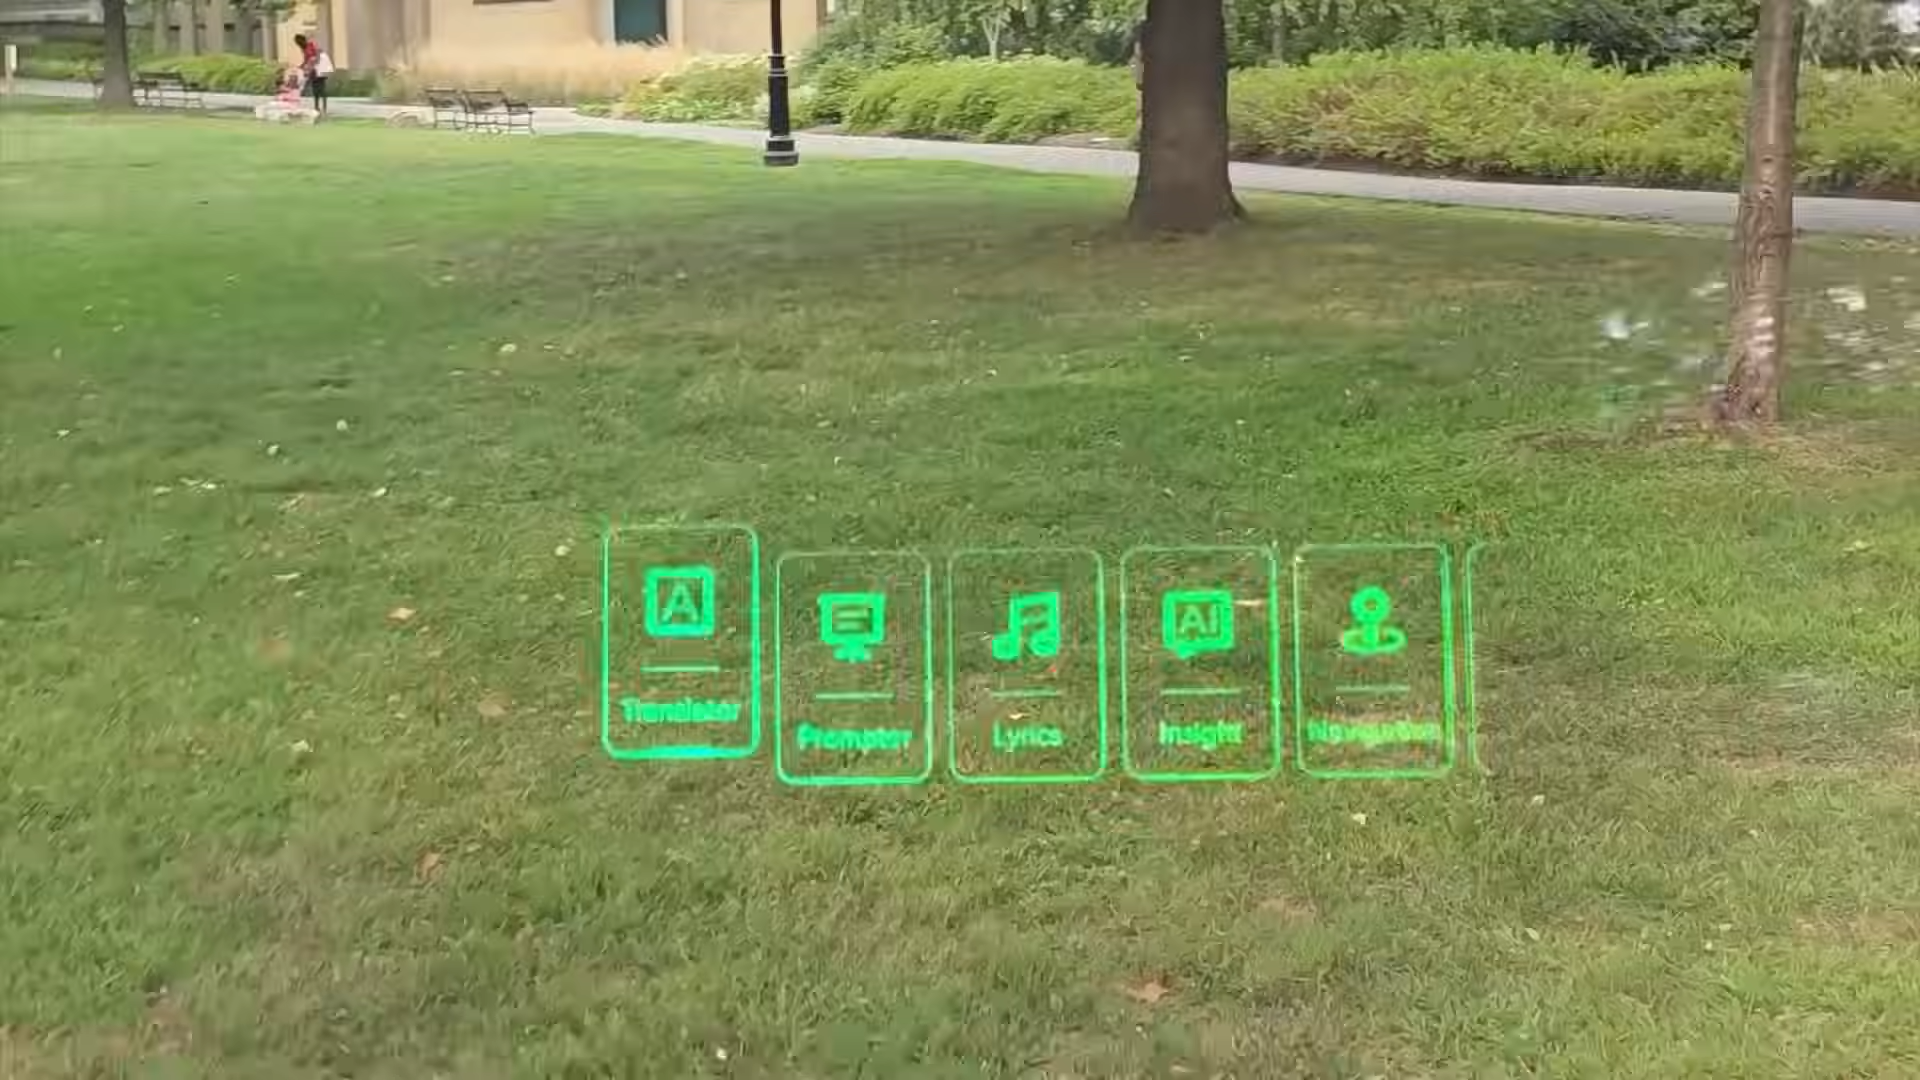 A
Translator
Prompter
Lyrics
AI
Insight
Navigation